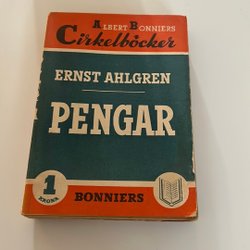 ALBERT BONNIERS
Cirkelböcker
ERNST AHLGREN
PENGAR
1
KRONA
BONNIERS